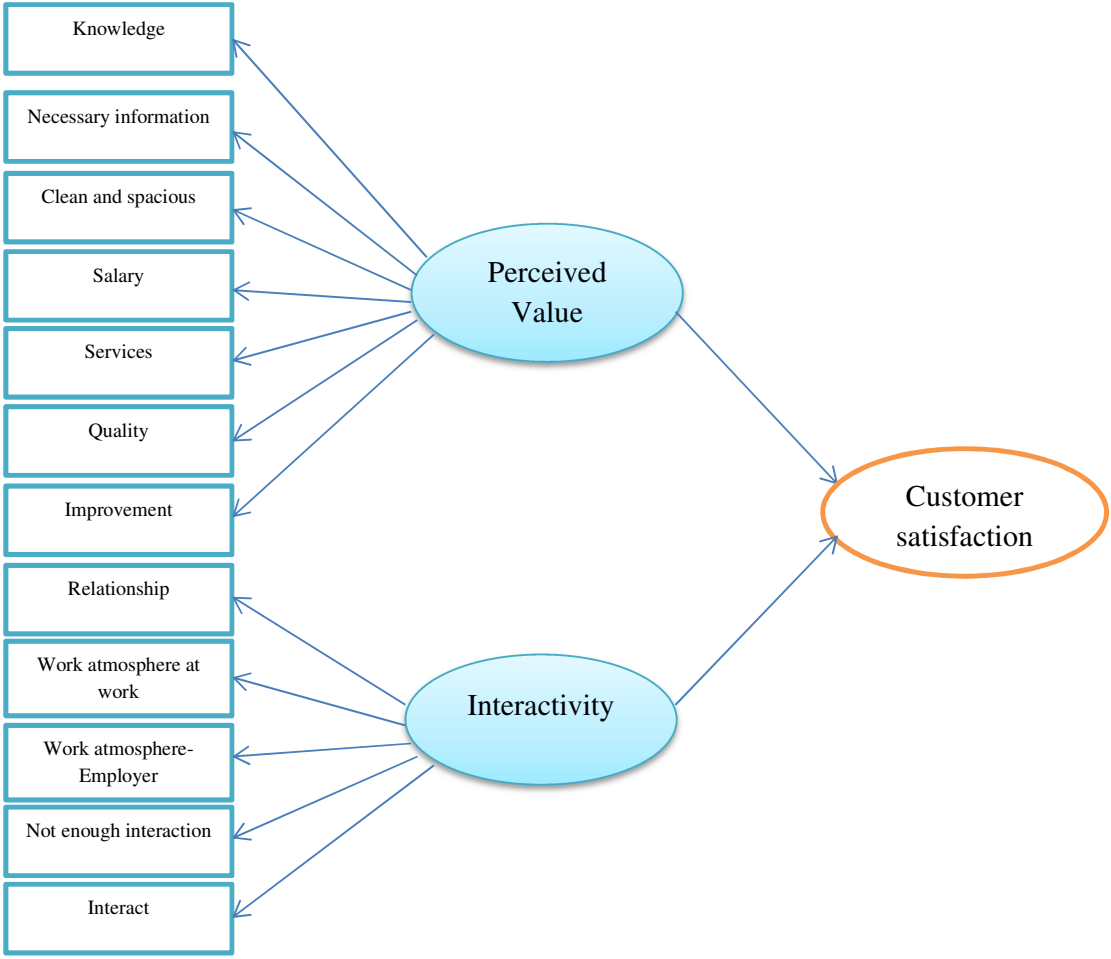 Knowledge
Necessary information
Clean and spacious
Salary
Services
Quality
Improvement
Relationship
Work atmosphere at
work
Work atmosphere-
Employer
Not enough interaction
Interact
Perceived
Value
Interactivity
Customer
satisfaction